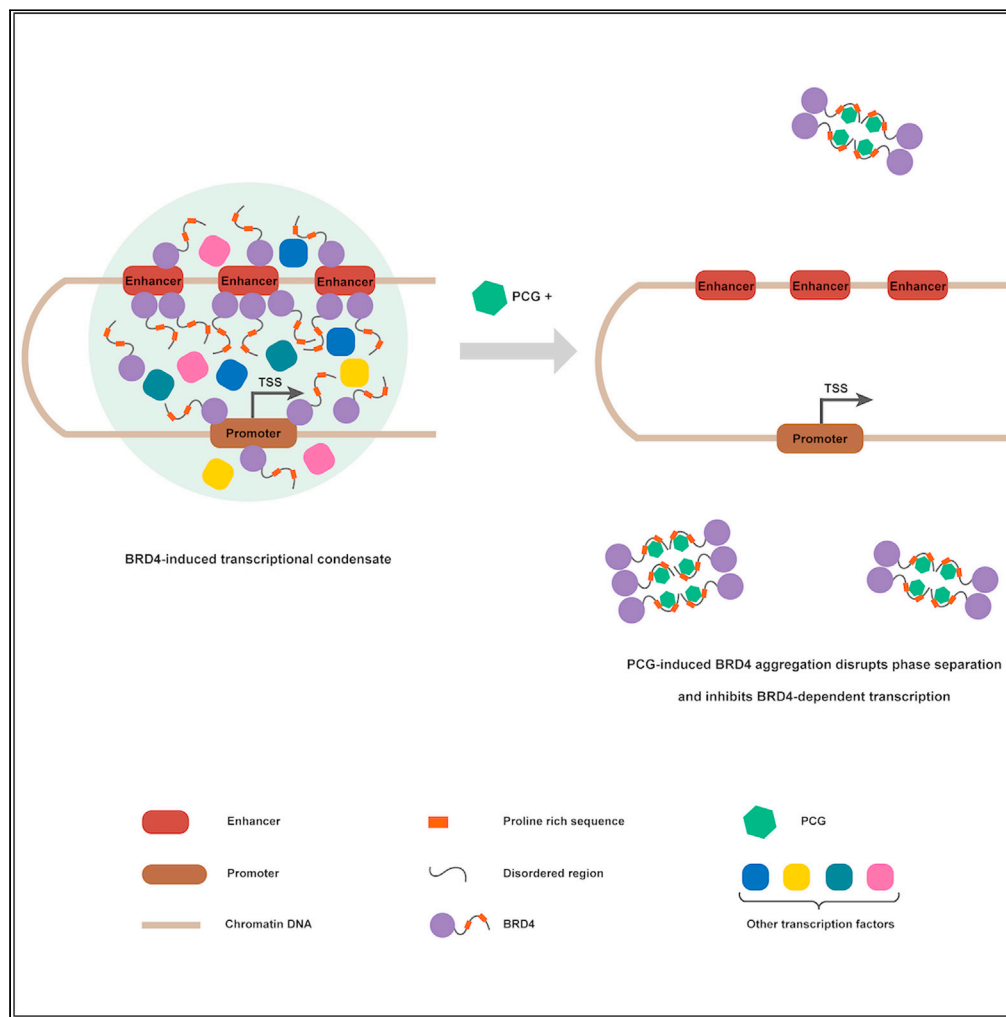 Enhancer
Enhancer
Enhancer
TSS
Promoter
BRD4-induced transcriptional condensate
PCG +
Enhancer
Enhancer
Enhancer
TSS
Promoter
PCG-induced BRD4 aggregation disrupts phase separation
and inhibits BRD4-dependent transcription
Enhancer
Proline rich sequence
PCG
Promoter
Disordered region
Chromatin DNA
BRD4
Other transcription factors